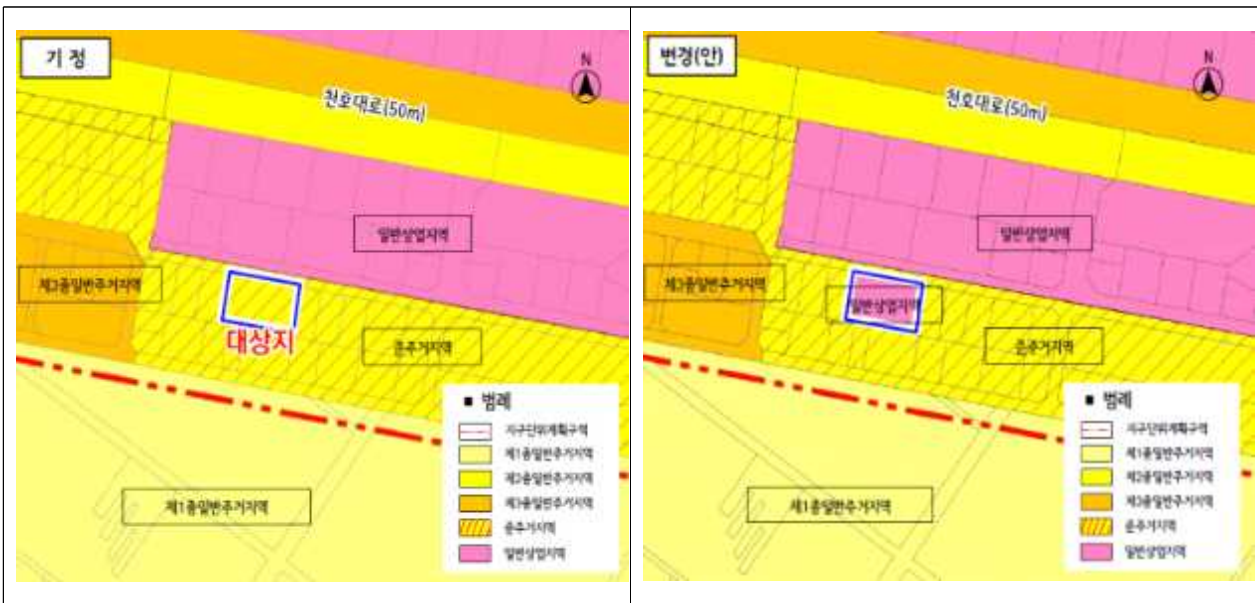 기 정
N
천호대로(50m)
일반상업지역
제3종일반주거지역
대상지
준주거지역
제1종일반주거지역
■ 범례
지구단위계획구역
제1종일반주거지역
제2종일반주거지역
제3종일반주거지역
준주거지역
일반상업지역
변경(안)
N
천호대로(50m)
일반상업지역
제3종일반주거지역
일반상업지역
준주거지역
제1종일반주거지역
■ 범례
지구단위계획구역
제1종일반주거지역
제2종일반주거지역
제3종일반주거지역
준주거지역
일반상업지역